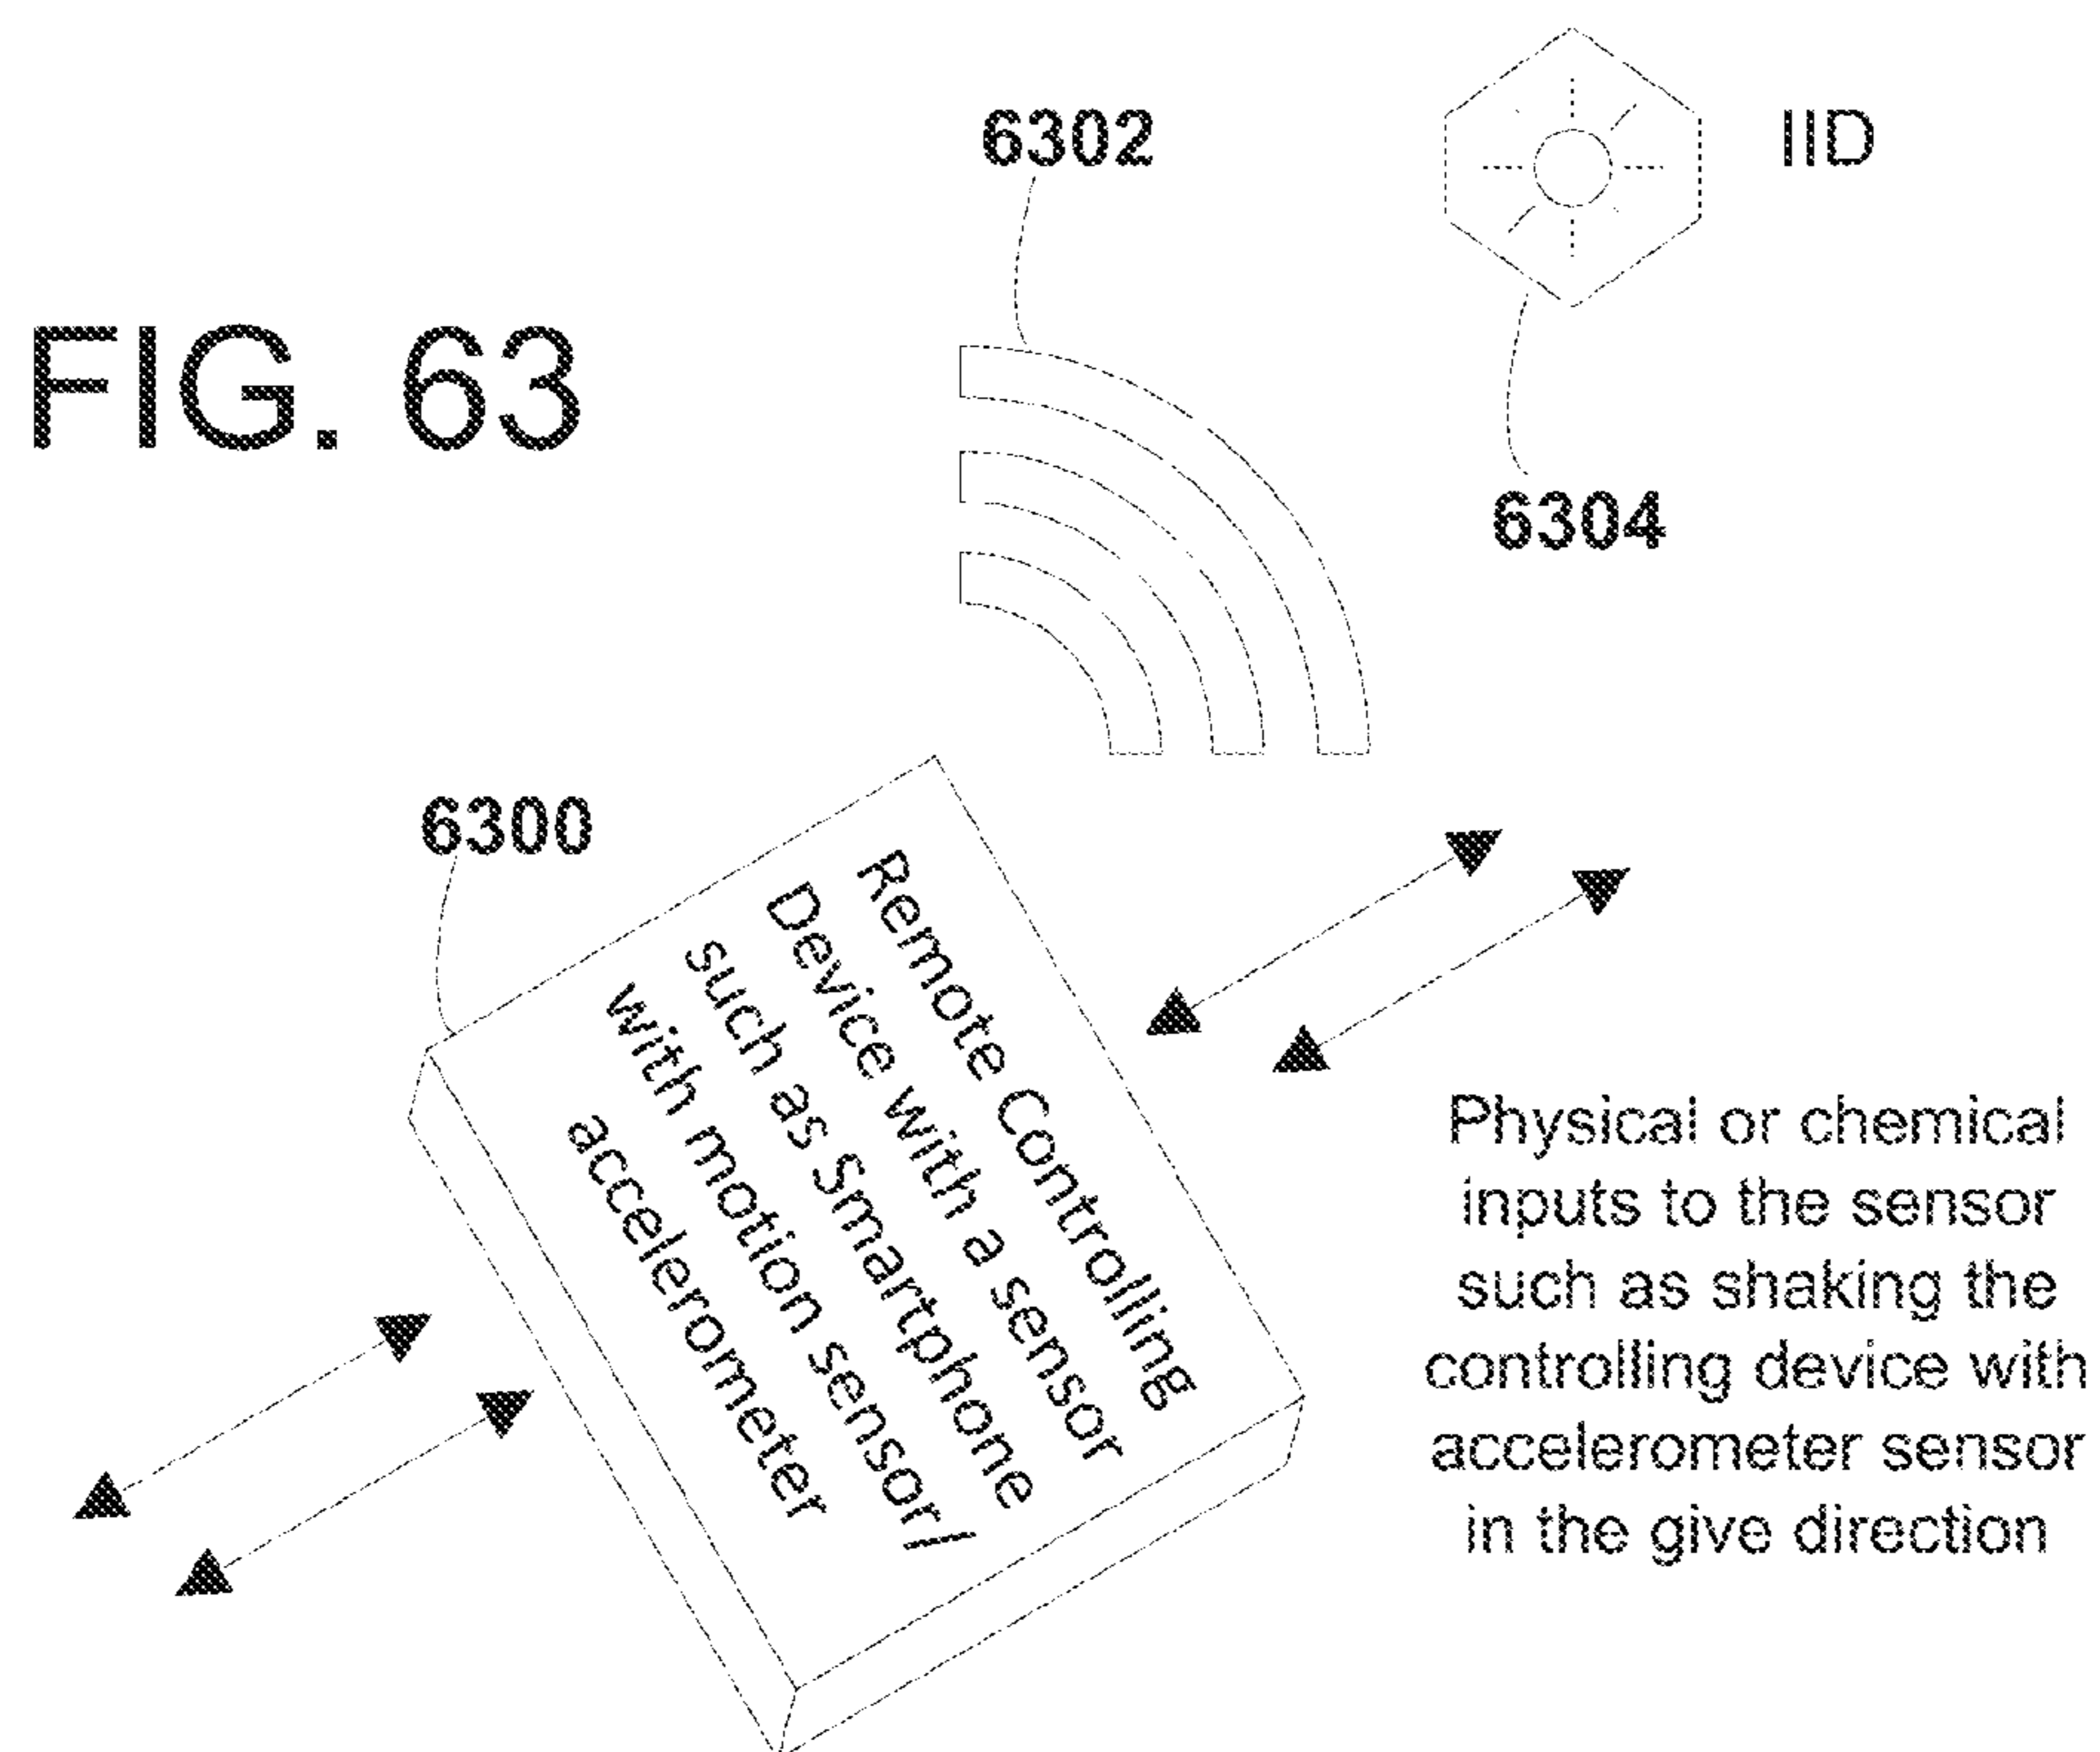 6302
IID
FIG. 63
6304
6300
Remote Controlling
Device with a sensor
such as Smartphone
with motion sensor/
accelerometer
Physical or chemical
inputs to the sensor
such as shaking the
controlling device with
accelerometer sensor
in the give direction